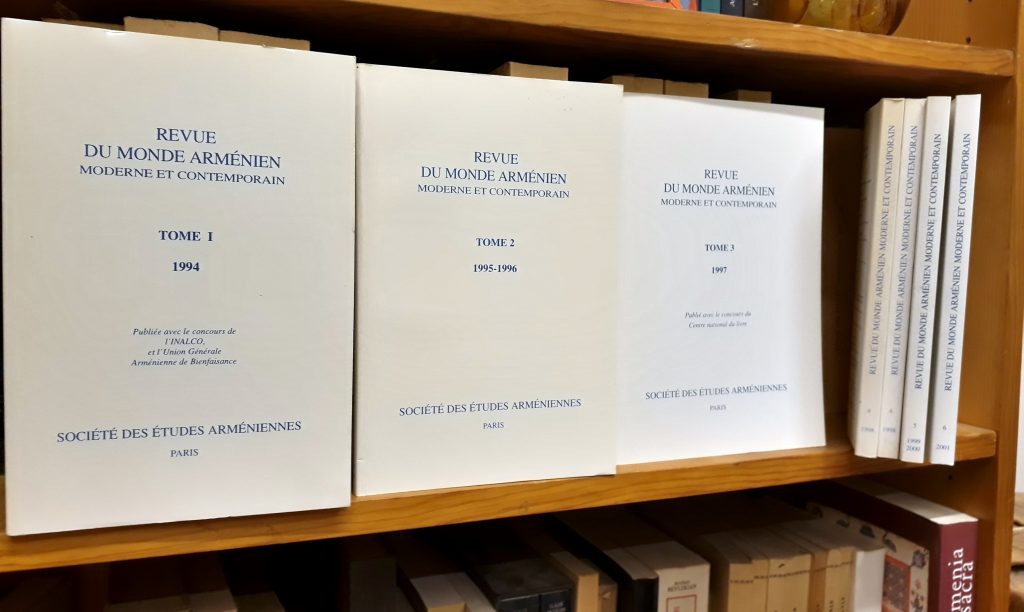 REVUE
DU MONDE ARMÉNIEN
MODERNE ET CONTEMPORAIN
TOME I
1994
Publiée avec le concours de
l'INALCO,
et l'Union Générale
Arménienne de Bienfaisance
SOCIÉTÉ DES ÉTUDES ARMÉNIENNES
PARIS
REVUE
DU MONDE ARMÉNIEN
MODERNE ET CONTEMPORAIN
TOME 2
1995-1996
SOCIÉTÉ DES ÉTUDES ARMÉNIENNES
PARIS
REVUE
DU MONDE ARMÉNIEN
MODERNE ET CONTEMPORAIN
TOME 3
1997
Publié avec le concours du
Centre national du livre
SOCIÉTÉ DES ÉTUDES ARMÉNIENNES
PARIS
REVUE DU MONDE ARMÉNIEN MODERNE ET CONTEMPORAIN
4
1998
REVUE DU MONDE ARMÉNIEN MODERNE ET CONTEMPORAIN
4
1998
REVUE DU MONDE ARMÉNIEN MODERNE ET CONTEMPORAIN
5
1999
2000
REVUE DU MONDE ARMÉNIEN MODERNE ET CONTEMPORAIN
6
2001
menia
sacra